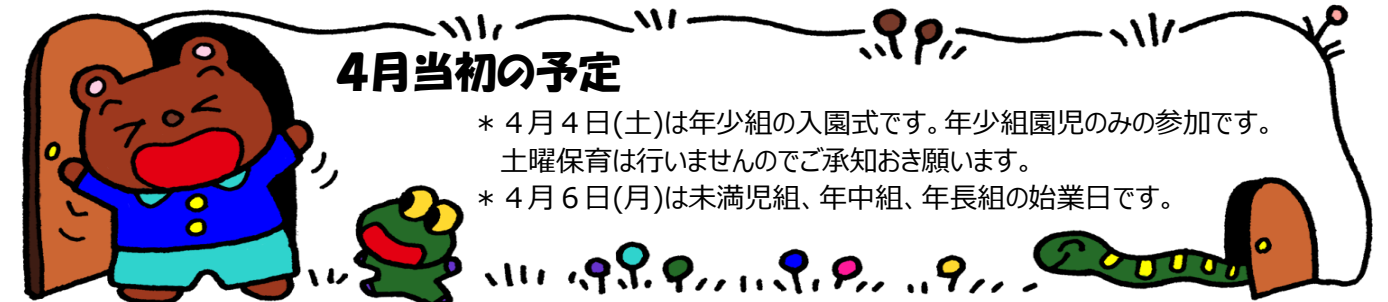 4月当初の予定
＊４月４日(土)は年少組の入園式です。年少組園児のみの参加です。
土曜保育は行いませんのでご承知おき願います。
＊４月６日(月)は未満児組、年中組、年長組の始業日です。